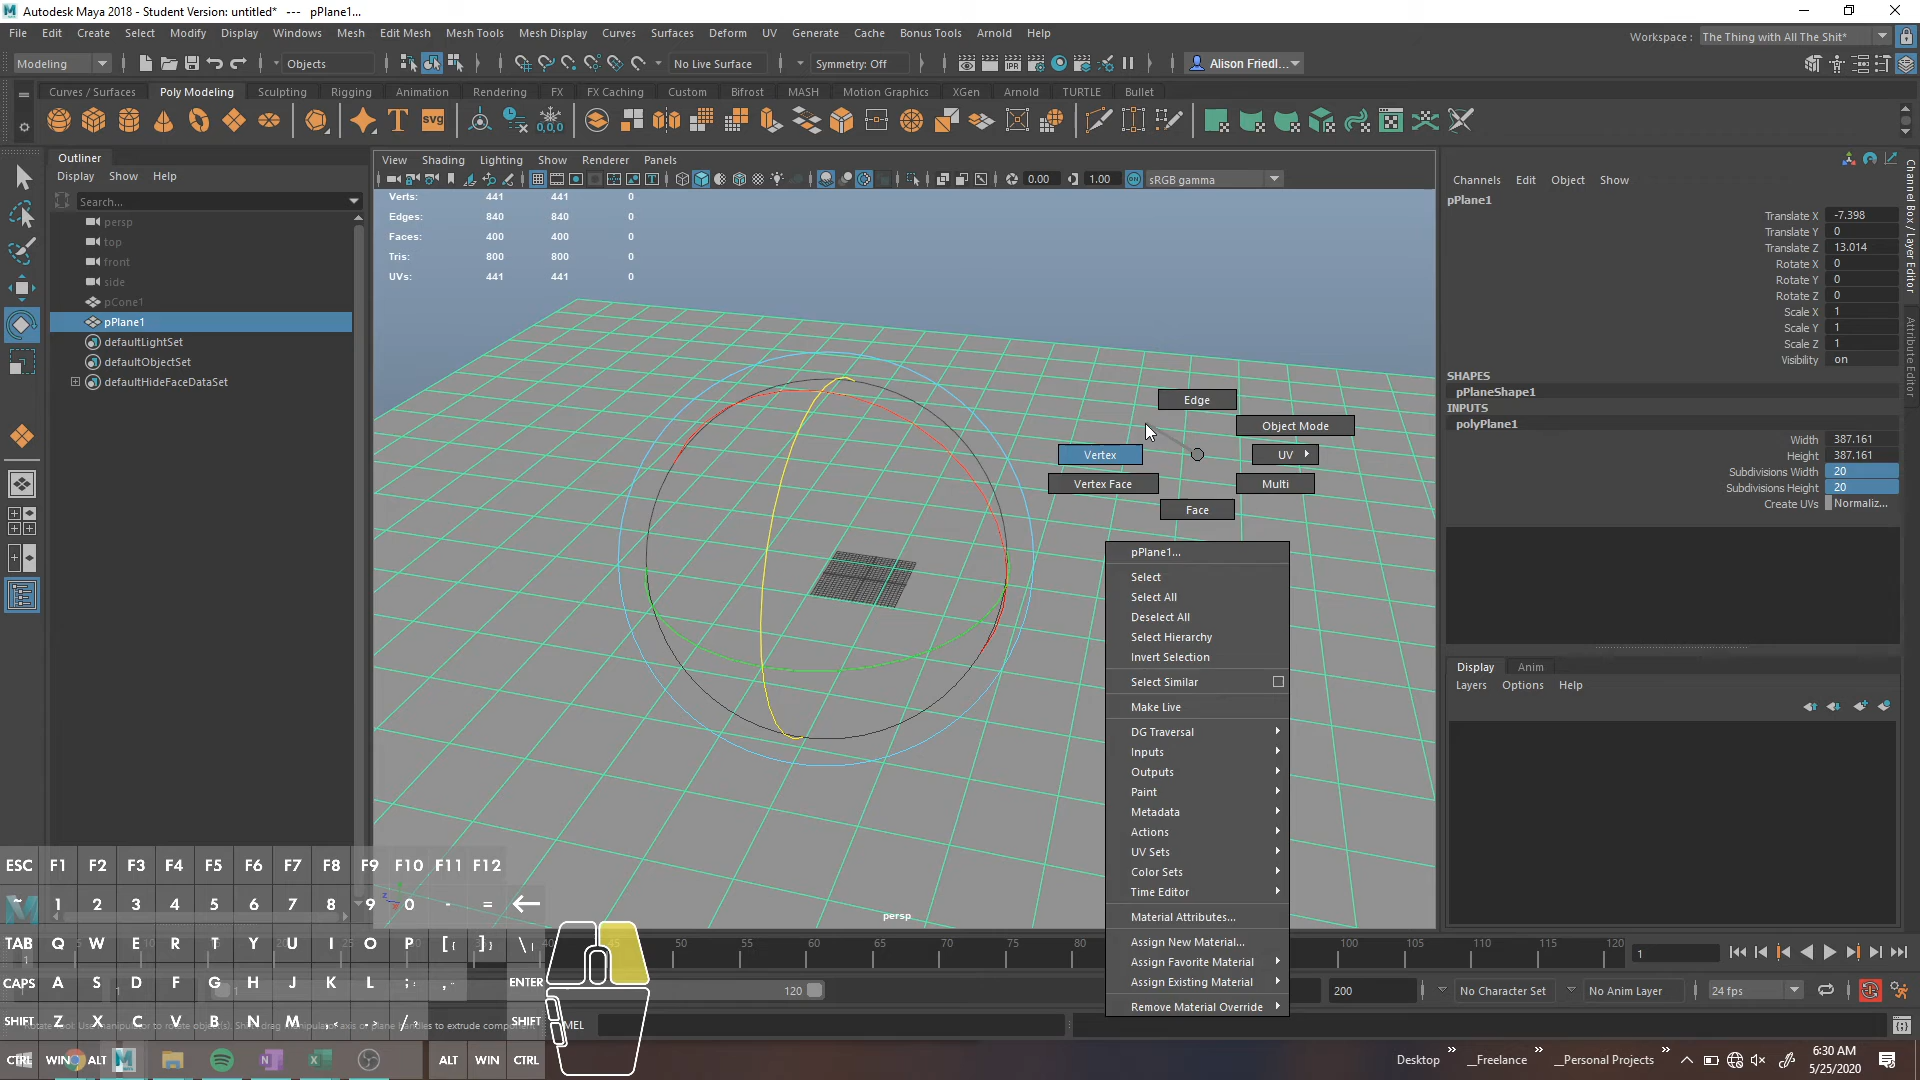 Autodesk Maya 2018 - Student Version: untitled*   ---   pPlane1...
File Edit Create Select Modify Display Windows Mesh Edit Mesh Mesh Tools Mesh Display Curves Surfaces Deform UV Generate Cache Bonus Tools Arnold Help
Workspace : The Thing with All The Shit*
Modeling Objects No Live Surface Symmetry: Off Alison Friedl...
Curves / Surfaces Poly Modeling Sculpting Rigging Animation Rendering FX FX Caching Custom Bifrost MASH Motion Graphics XGen Arnold TURTLE Bullet
T SVG 0,0,0
IPR
Outliner
Display Show Help
Search...
persp
top
front
side
pCone1
pPlane1
defaultLightSet
defaultObjectSet
defaultHideFaceDataSet
View Shading Lighting Show Renderer Panels
0.00 1.00 sRGB gamma
Verts: 441 441 0
Edges: 840 840 0
Faces: 400 400 0
Tris: 800 800 0
UVs: 441 441 0
Edge
Object Mode
Vertex
UV
Vertex Face
Multi
Face
pPlane1...
Select
Select All
Deselect All
Select Hierarchy
Invert Selection
Select Similar
Make Live
DG Traversal
Inputs
Outputs
Paint
Metadata
Actions
UV Sets
Color Sets
Time Editor
Material Attributes...
Assign New Material...
Assign Favorite Material
Assign Existing Material
Remove Material Override
persp
Channels Edit Object Show
pPlane1
Translate X -7.398
Translate Y 0
Translate Z 13.014
Rotate X 0
Rotate Y 0
Rotate Z 0
Scale X 1
Scale Y 1
Scale Z 1
Visibility on
SHAPES
pPlaneShape1
INPUTS
polyPlane1
Width 387.161
Height 387.161
Subdivisions Width 20
Subdivisions Height 20
Create UVs Normaliz...
Channel Box / Layer Editor
Attribute Editor
Display Anim
Layers Options Help
ESC F1 F2 F3 F4 F5 F6 F7 F8 F9 F10 F11 F12
~ 1 2 3 4 5 6 7 8 9 0 - =
TAB Q W E R T Y U I O P [{ ]} \|
CAPS A S D F G H J K L ;: ENTER
SHIFT Z X C V B N M SHIFT
CTRL WIN ALT ALT WIN CTRL
50 55 60 65 70 75 80 100 105 110 115 120
1
120
200 No Character Set No Anim Layer 24 fps
MEL
Desktop __Freelance __Personal Projects
6:30 AM
5/25/2020